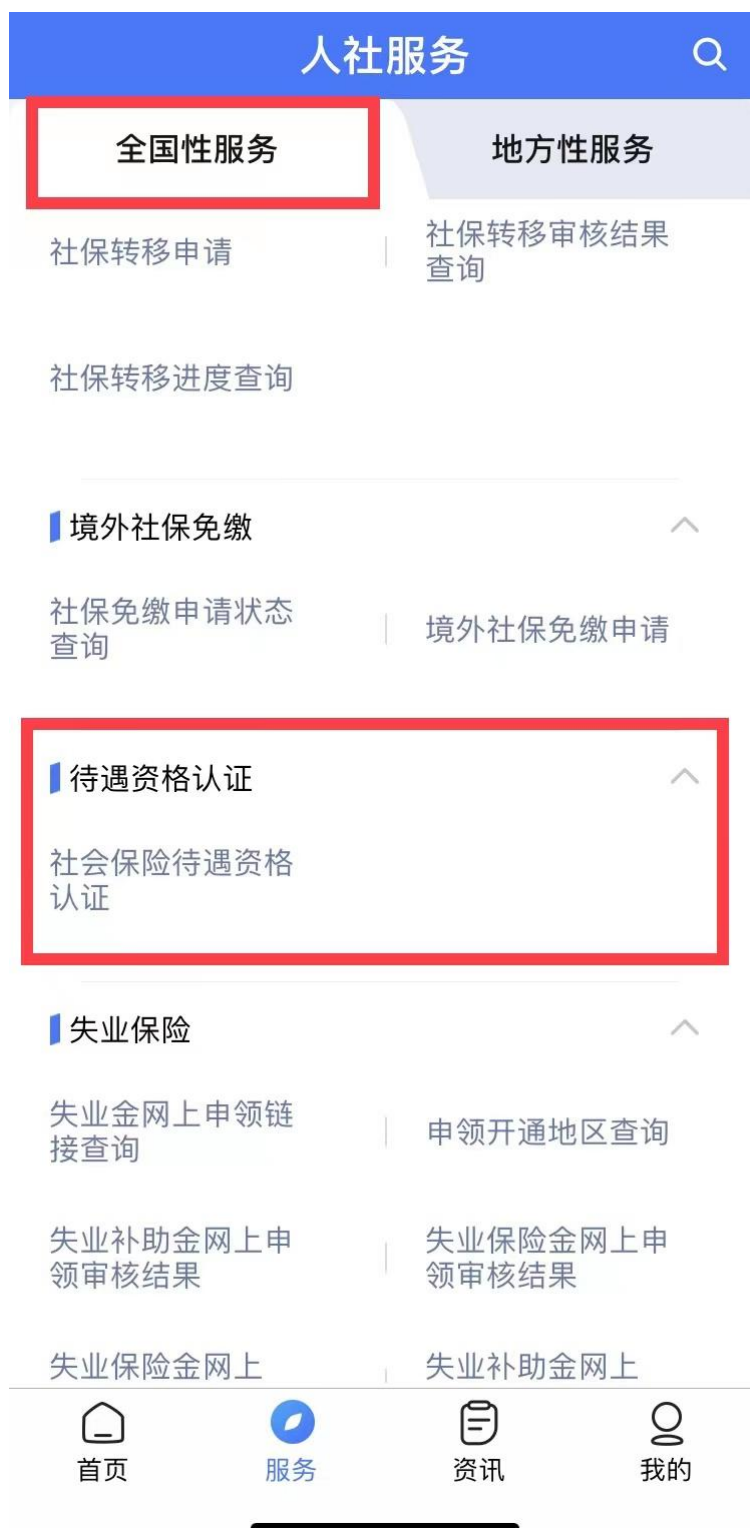 人社服务
全国性服务
地方性服务
社保转移申请
社保转移审核结果
查询
社保转移进度查询
境外社保免缴
社保免缴申请状态
查询
境外社保免缴申请
待遇资格认证
社会保险待遇资格
认证
失业保险
失业金网上申领链
接查询
申领开通地区查询
失业补助金网上申
领审核结果
失业保险金网上申
领审核结果
失业保险金网上
失业补助金网上
首页
服务
资讯
我的